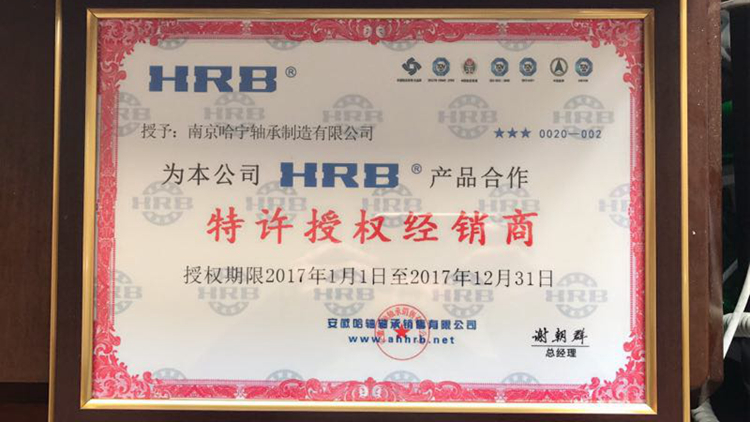 HRB®
授予：南京哈宁轴承制造有限公司
★★★ 0020—002
为本公司 HRB® 产品合作
特许授权经销商
授权期限2017年1月1日至2017年12月31日
安徽哈轴轴承销售有限公司
www.ahhrb.net
谢朝群
总经理